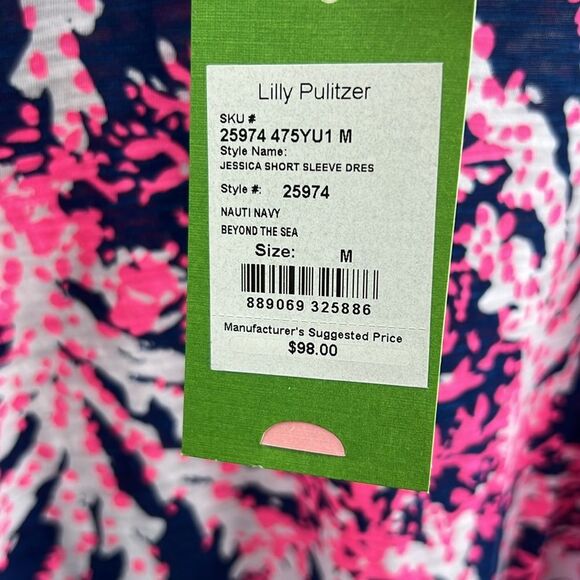 Lilly Pulitzer
SKU #
25974 475YU1 M
Style Name:
JESSICA SHORT SLEEVE DRES
Style #: 25974
NAUTI NAVY
BEYOND THE SEA
Size: M
889069 325886
Manufacturer's Suggested Price
$98.00